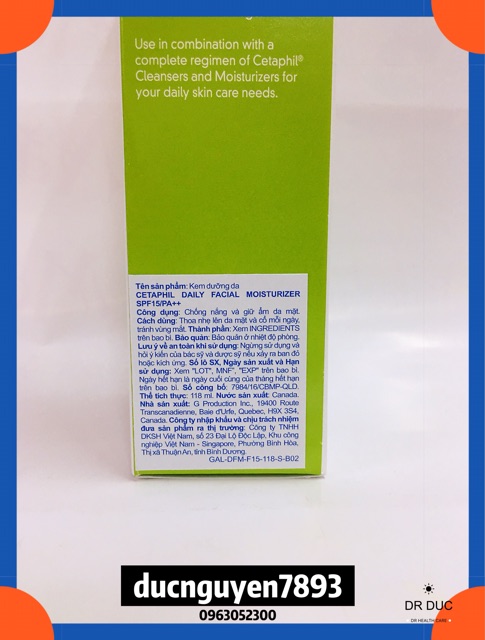 Use in combination with a
complete regimen of Cetaphil®
Cleansers and Moisturizers for
your daily skin care needs.
Tên sản phẩm: Kem dưỡng da
CETAPHIL DAILY FACIAL MOISTURIZER
SPF15/PA++
Công dụng: Chống nắng và giữ ẩm da mặt.
Cách dùng: Thoa nhẹ lên da mặt và cổ mỗi ngày,
tránh vùng mắt. Thành phần: Xem INGREDIENTS
trên bao bì. Bảo quản: Bảo quản ở nhiệt độ phòng.
Lưu ý về an toàn khi sử dụng: Ngừng sử dụng và
hỏi ý kiến của bác sỹ và dược sỹ nếu xảy ra ban đỏ
hoặc kích ứng. Số lô SX, Ngày sản xuất và Hạn
sử dụng: Xem "LOT", MNF", "EXP" trên bao bì.
Ngày hết hạn là ngày cuối cùng của tháng hết hạn
trên bao bì. Số công bố: 7984/16/CBMP-QLD.
Thể tích thực: 118 ml. Nước sản xuất: Canada.
Nhà sản xuất: G Production Inc., 19400 Route
Transcanadienne, Baie d'Urfe, Quebec, H9X 3S4,
Canada. Công ty nhập khẩu và chịu trách nhiệm
đưa sản phẩm ra thị trường: Công ty TNHH
DKSH Việt Nam, số 23 Đại Lộ Độc Lập, Khu công
nghiệp Việt Nam - Singapore, Phường Bình Hòa,
Thị xã Thuận An, tỉnh Bình Dương.
GAL-DFM-F15-118-S-B02
ducnguyen7893
0963052300
DR DUC
DR HEALTH CARE